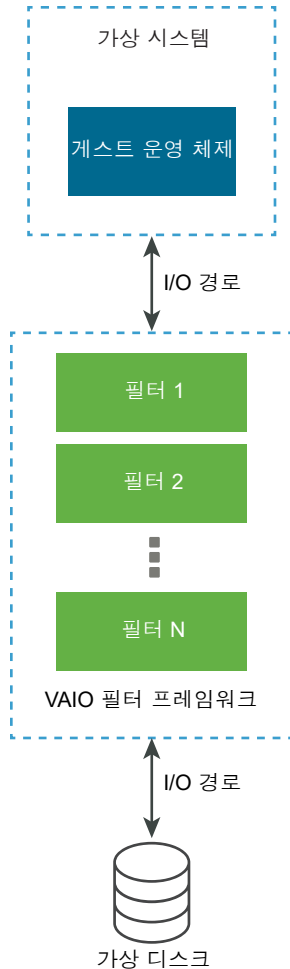 가상 시스템
게스트 운영 체제
I/O 경로
필터 1
필터 2
필터 N
VAIO 필터 프레임워크
I/O 경로
가상 디스크